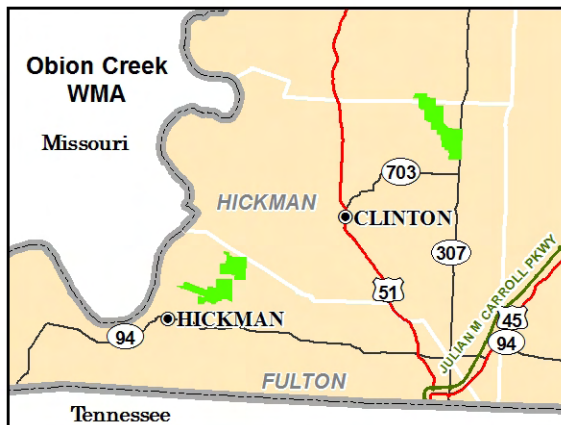 Obion Creek
WMA
Missouri
703
HICKMAN
CLINTON
307
JULIAN M CARROLL PKWY
51
45
94
HICKMAN
94
FULTON
Tennessee